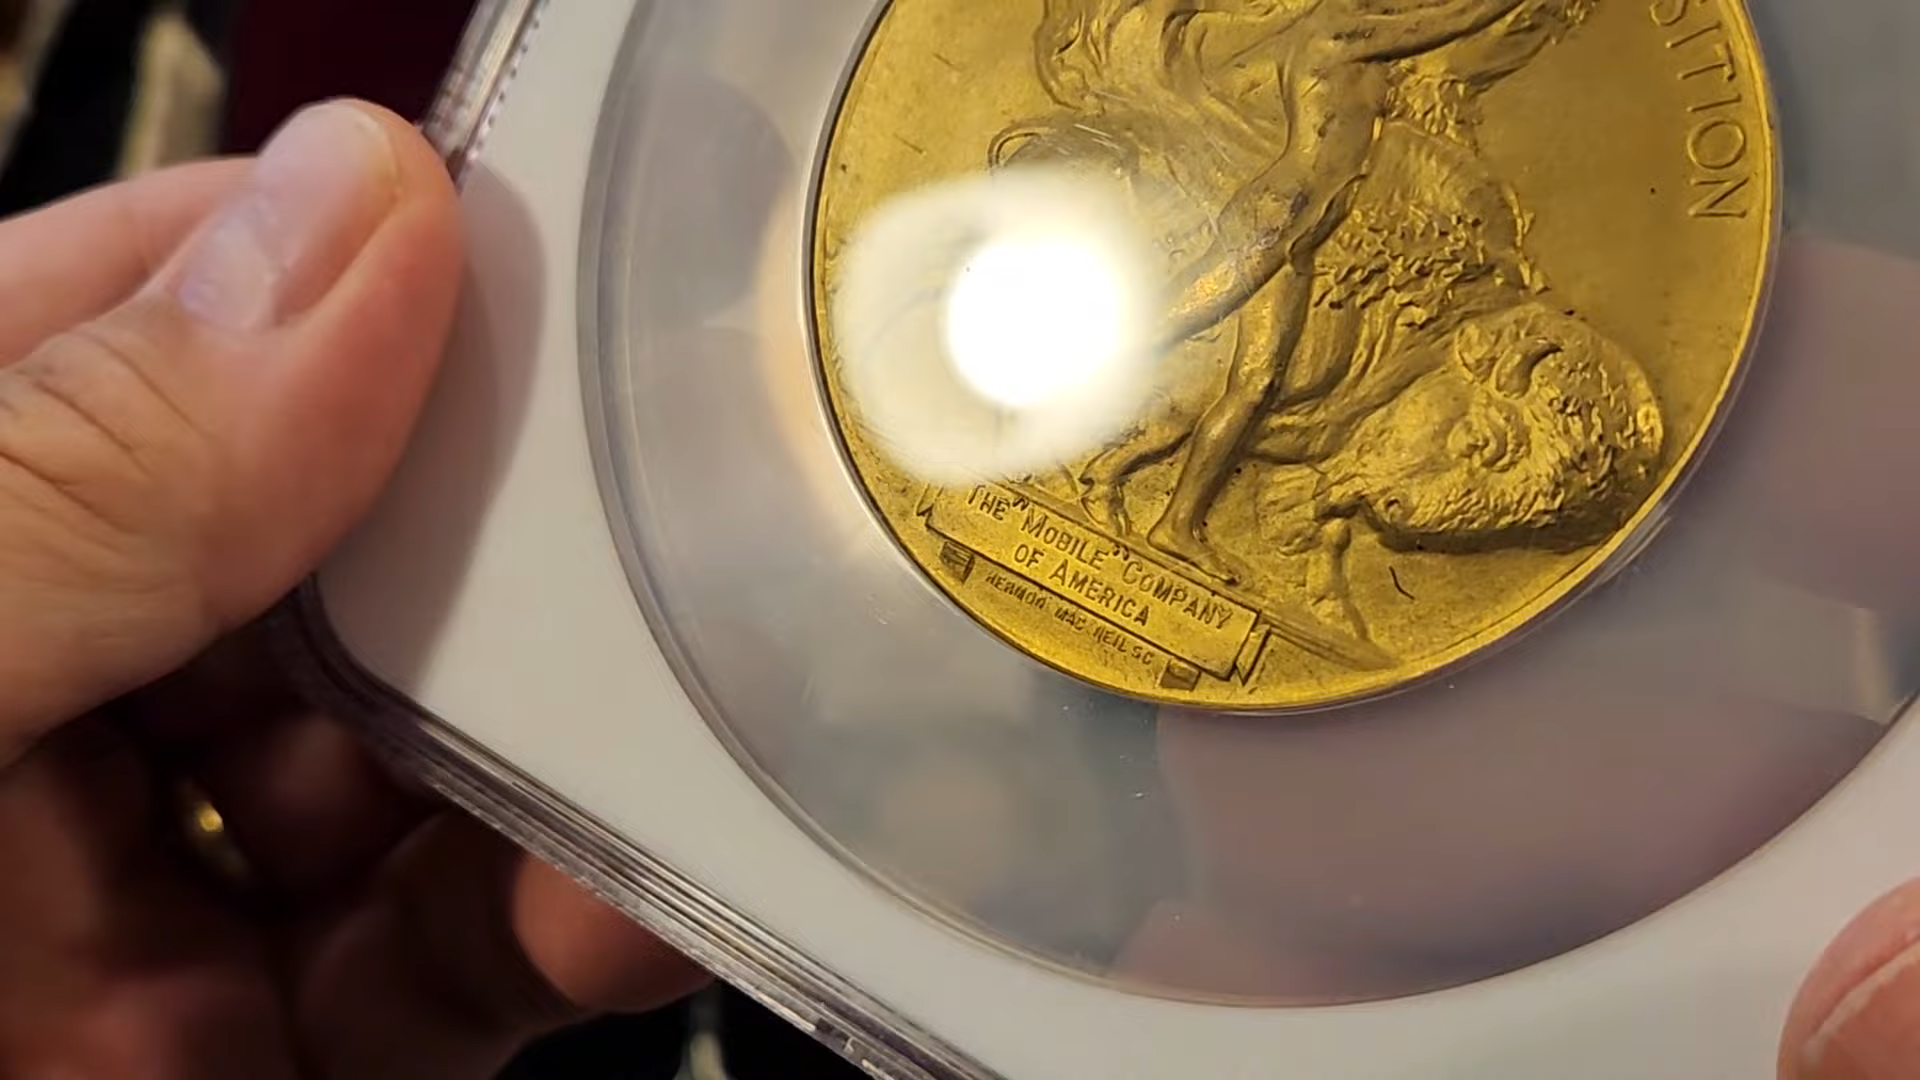 SITION
THE "MOBILE" COMPANY
OF AMERICA
HERMON MAC NEIL SC